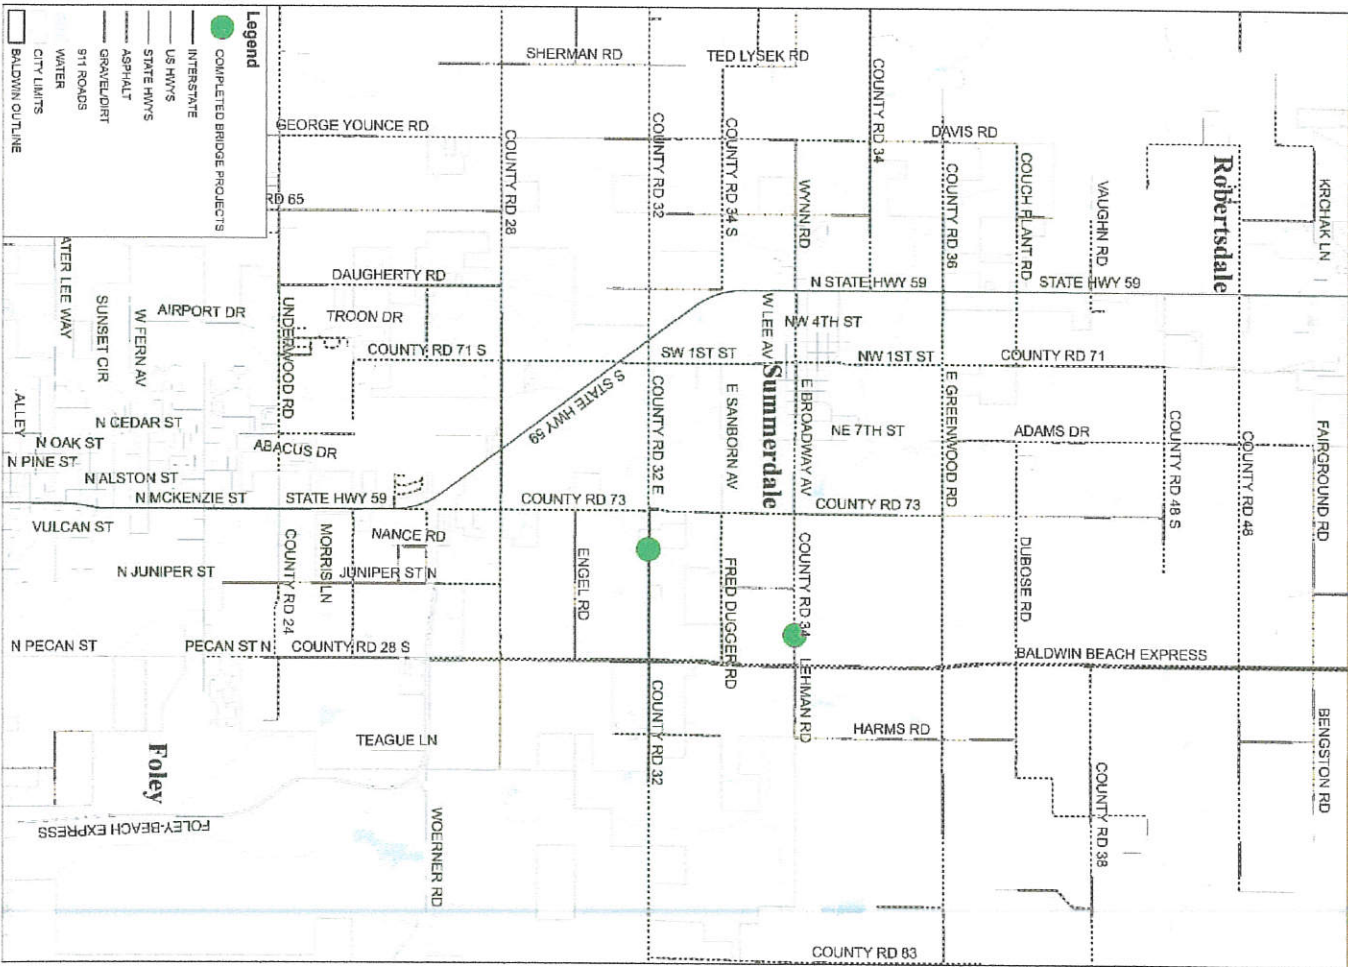 Legend
COMPLETED BRIDGE PROJECTS
INTERSTATE
US HWYS
STATE HWYS
ASPHALT
GRAVEL/DIRT
911 ROADS
WATER
CITY LIMITS
BALDWIN OUTLINE
SHERMAN RD
TED LYSEK RD
COUNTY RD 34
GEORGE YOUNCE RD
COUNTY RD 28
COUNTY RD 32
COUNTY RD 34 S
DAVIS RD
COUNTY RD 36
COUCH PLANT RD
VAUGHN RD
Robertsdale
KRCHAK LN
WYNN RD
RD 65
DAUGHERTY RD
N STATE HWY 59
STATE HWY 59
ATER LEE WAY
SUNSET CIR
W FERN AV
AIRPORT DR
UNDERWOOD RD
TROON DR
COUNTY RD 71 S
S STATE HWY 59
SW 1ST ST
W LEE AV
NW 4TH ST
NW 1ST ST
COUNTY RD 71
Summerdale
E SANBORN AV
E BROADWAY AV
E GREENWOOD RD
NE 7TH ST
ADAMS DR
COUNTY RD 48 S
COUNTY RD 48
FAIRGROUND RD
ALLEY
N CEDAR ST
N OAK ST
N PINE ST
N ALSTON ST
N MCKENZIE ST
ABACUS DR
STATE HWY 59
COUNTY RD 73
COUNTY RD 32 E
COUNTY RD 73
VULCAN ST
N JUNIPER ST
COUNTY RD 24
MORRIS LN
NANCE RD
JUNIPER ST N
ENGEL RD
FRED DUGGER RD
COUNTY RD 34
DUBOSE RD
N PECAN ST
PECAN ST N
COUNTY RD 28 S
LEHMAN RD
BALDWIN BEACH EXPRESS
COUNTY RD 32
HARMS RD
BENGSTON RD
TEAGUE LN
Foley
FOLEY-BEACH EXPRESS
WOERNER RD
COUNTY RD 38
COUNTY RD 83